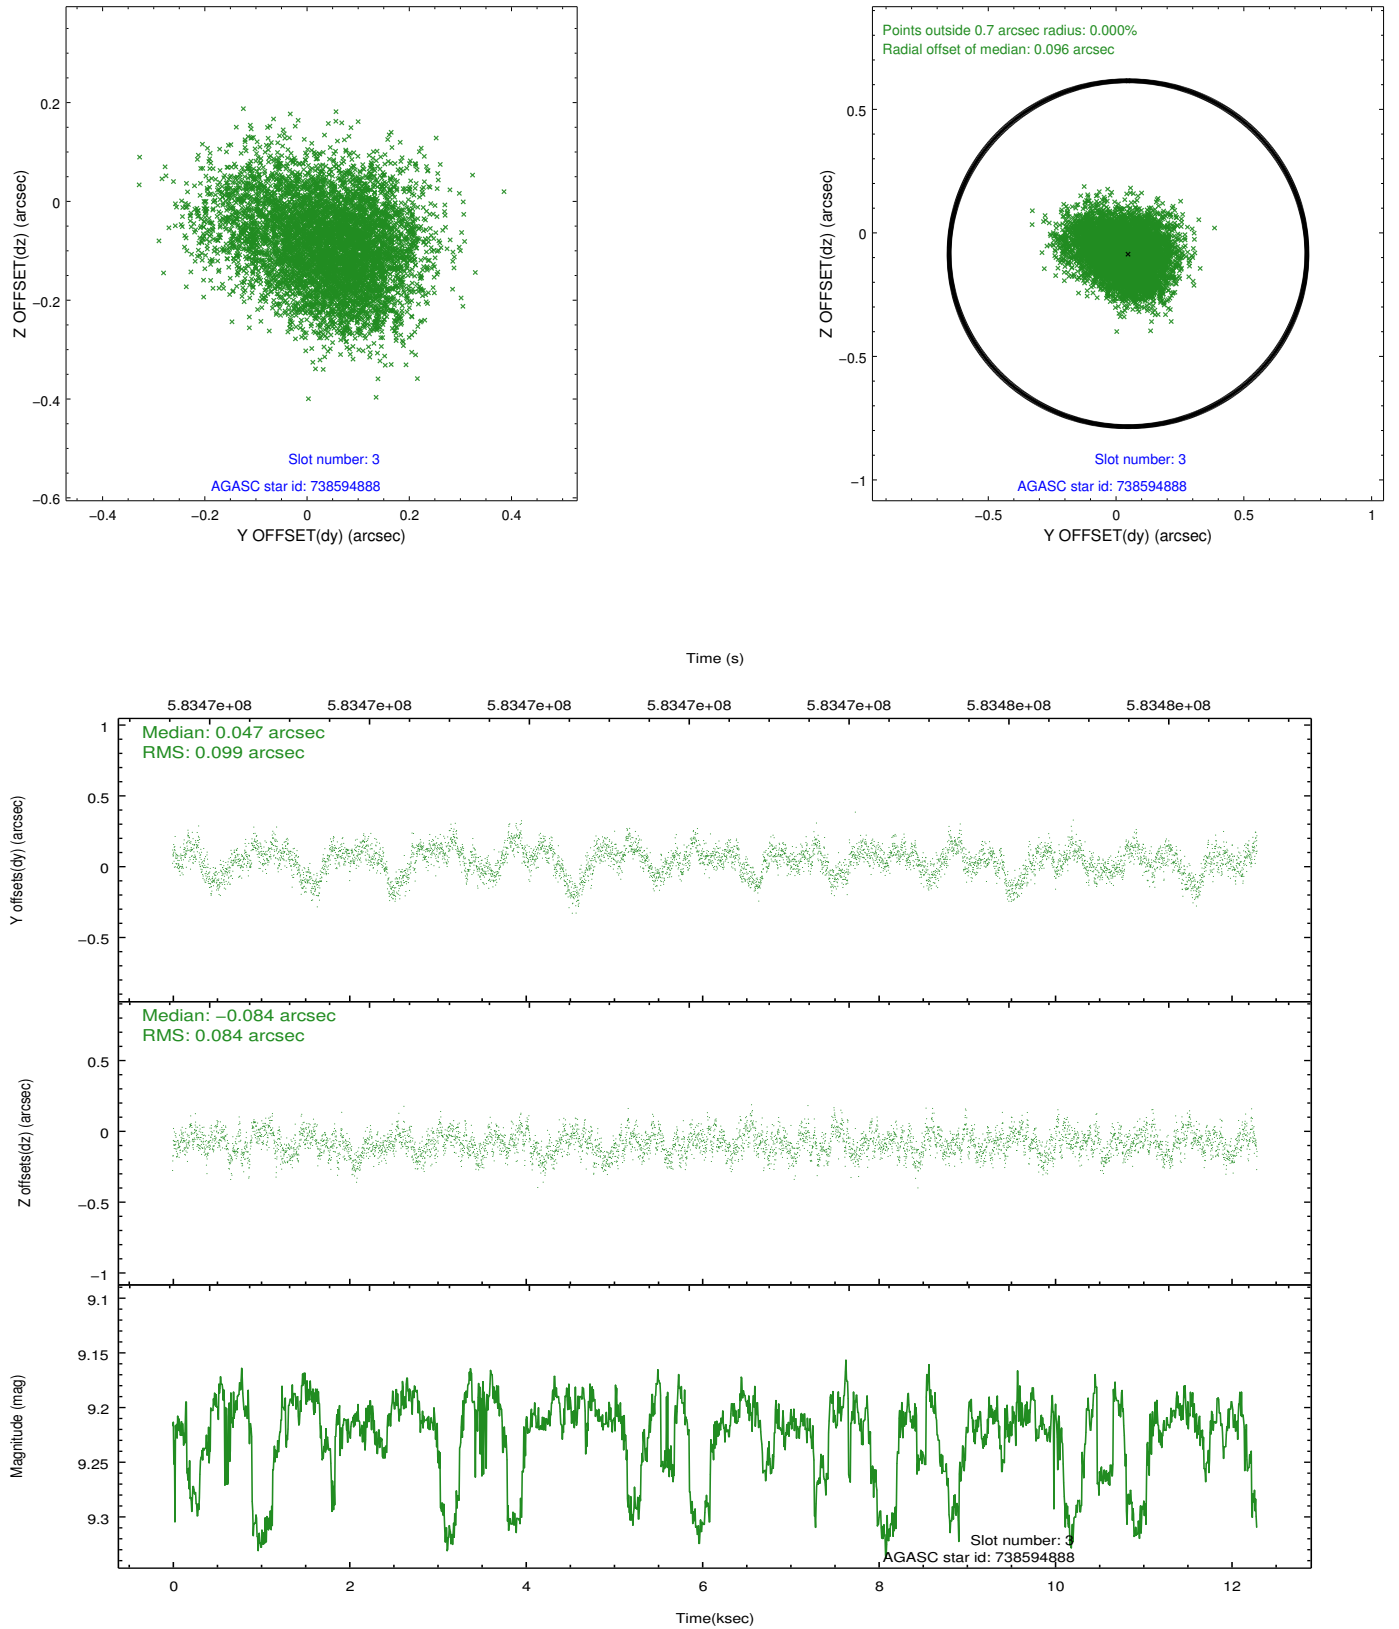 0.2
0
−0.2
−0.4
−0.6
Z OFFSET(dz) (arcsec)
−0.4 −0.2 0 0.2 0.4
Y OFFSET(dy) (arcsec)
Slot number: 3
AGASC star id: 738594888
Points outside 0.7 arcsec radius: 0.000%
Radial offset of median: 0.096 arcsec
0.5
0
−0.5
−1
Z OFFSET(dz) (arcsec)
−0.5 0 0.5 1
Y OFFSET(dy) (arcsec)
Slot number: 3
AGASC star id: 738594888
Time (s)
5.8347e+08 5.8347e+08 5.8347e+08 5.8347e+08 5.8347e+08 5.8348e+08 5.8348e+08
Median: 0.047 arcsec
RMS: 0.099 arcsec
1
0.5
0
−0.5
Y offsets(dy) (arcsec)
Median: −0.084 arcsec
RMS: 0.084 arcsec
0.5
0
−0.5
−1
Z offsets(dz) (arcsec)
9.1
9.15
9.2
9.25
9.3
Magnitude (mag)
Slot number: 3
AGASC star id: 738594888
0 2 4 6 8 10 12
Time(ksec)